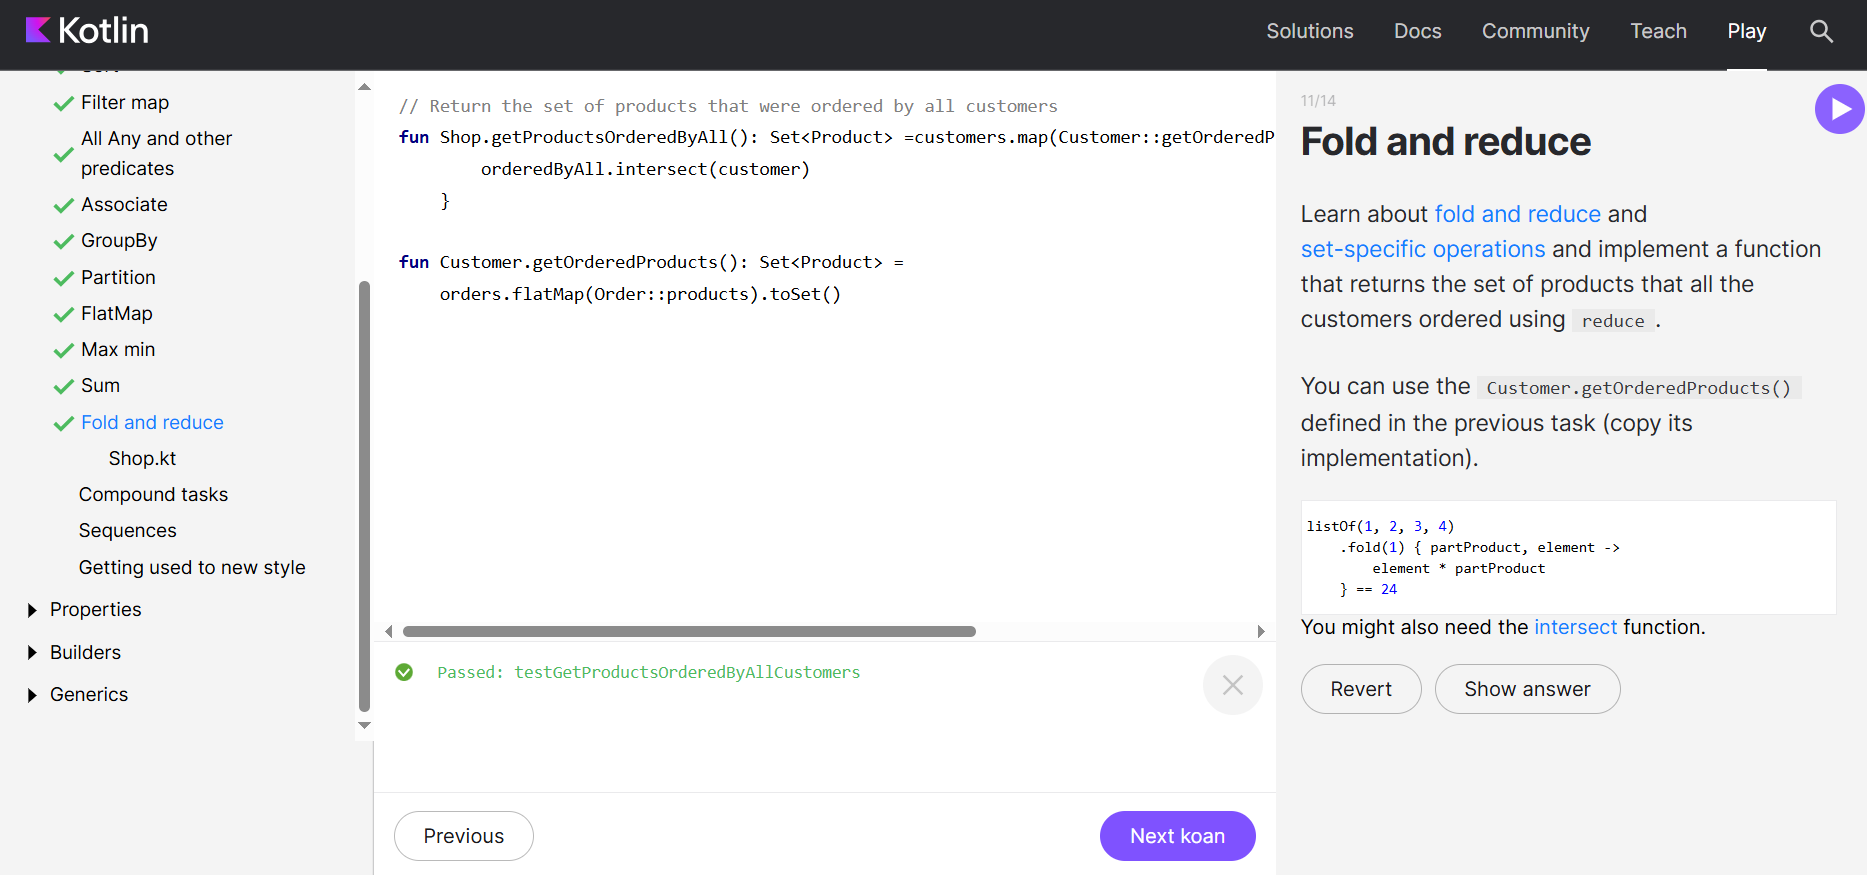 Kotlin
Solutions
Docs
Community
Teach
Play
Filter map
All Any and other
predicates
Associate
GroupBy
Partition
FlatMap
Max min
Sum
Fold and reduce
Shop.kt
Compound tasks
Sequences
Getting used to new style
Properties
Builders
Generics
// Return the set of products that were ordered by all customers
fun Shop.getProductsOrderedByAll(): Set<Product> =customers.map(Customer::getOrderedP
orderedByAll.intersect(customer)
}
fun Customer.getOrderedProducts(): Set<Product> =
orders.flatMap(Order::products).toSet()
Passed: testGetProductsOrderedByAllCustomers
Previous
Next koan
11/14
Fold and reduce
Learn about fold and reduce and
set-specific operations and implement a function
that returns the set of products that all the
customers ordered using reduce.
You can use the Customer.getOrderedProducts()
defined in the previous task (copy its
implementation).
listOf(1, 2, 3, 4)
.fold(1) { partProduct, element ->
element * partProduct
} == 24
You might also need the intersect function.
Revert
Show answer